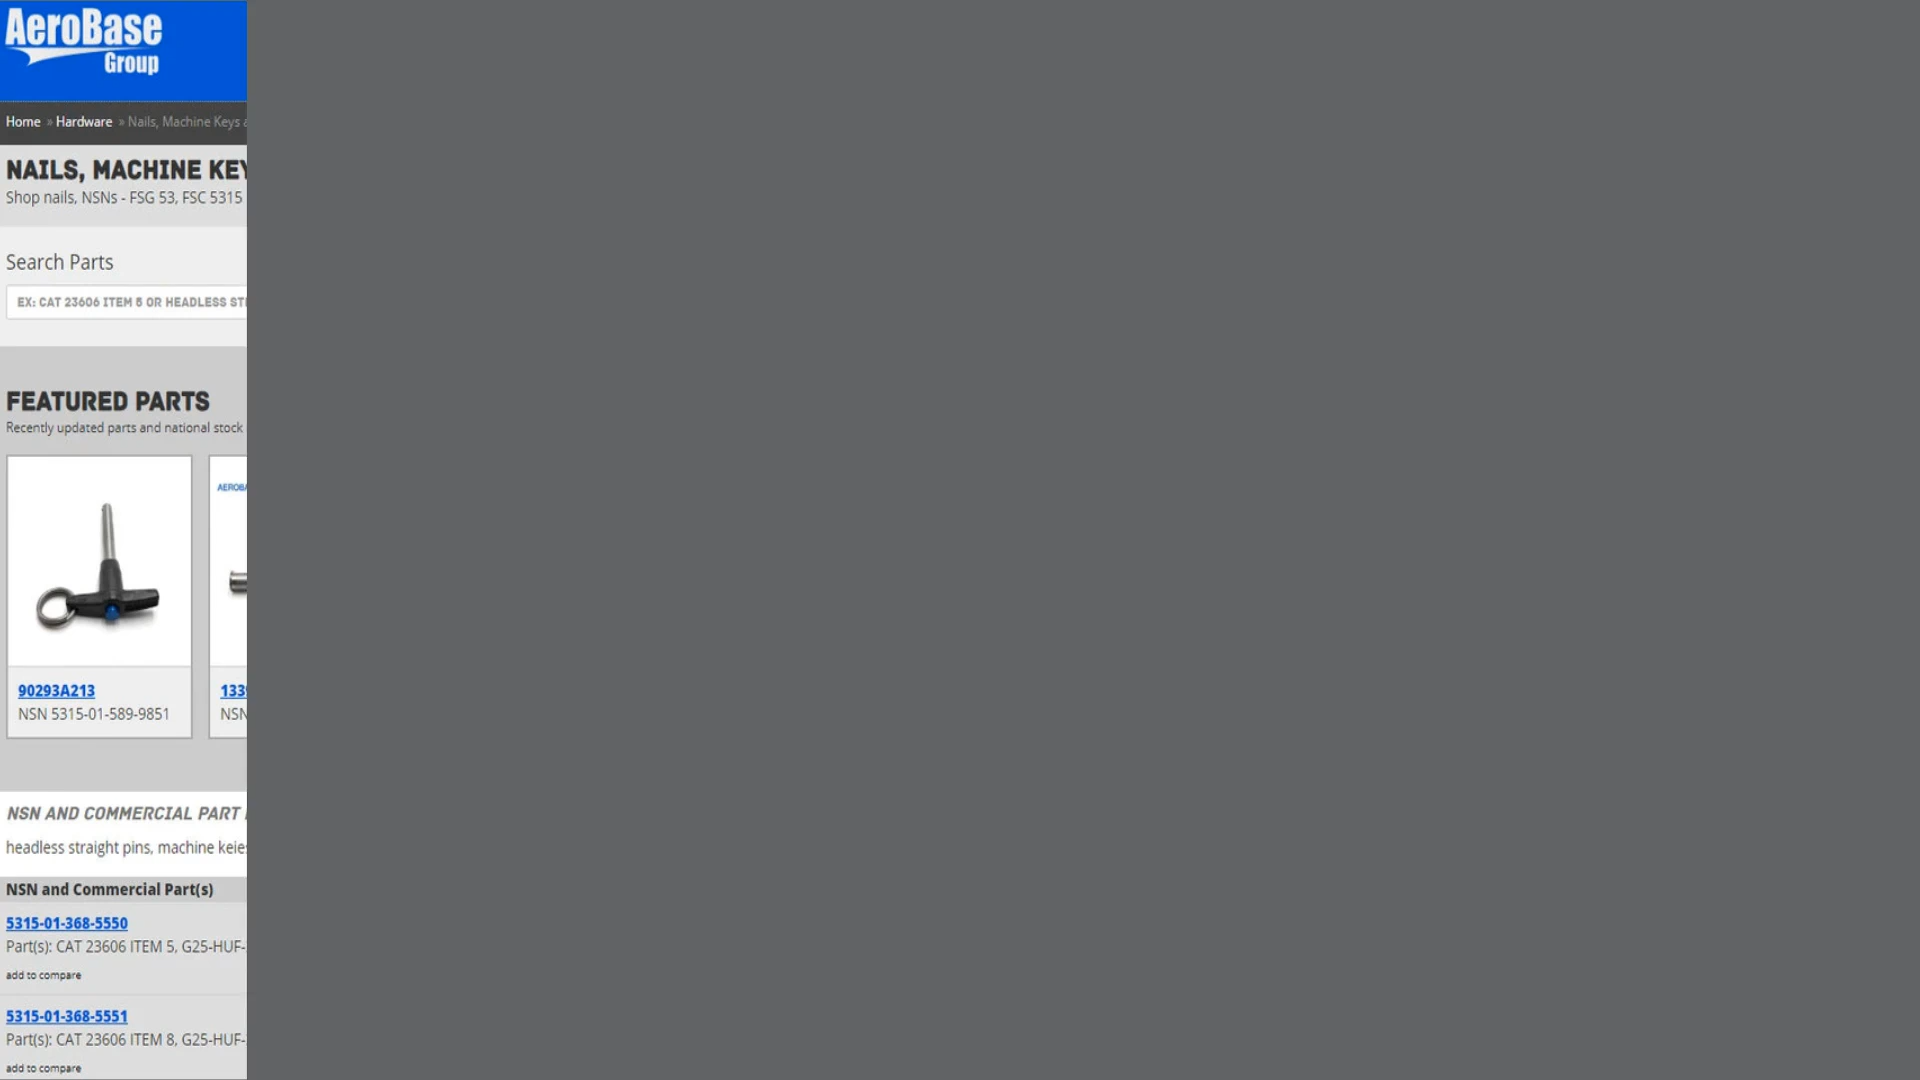 AeroBase
Group
Home » Hardware » Nails, Machine Keys
NAILS, MACHINE KEY
Shop nails, NSNs - FSG 53, FSC 5315
Search Parts
EX: CAT 23606 ITEM 5 OR HEADLESS
FEATURED PARTS
Recently updated parts and national stock
90293A213
NSN 5315-01-589-9851
NSN
NSN AND COMMERCIAL PART
headless straight pins, machine
NSN and Commercial Part(s)
5315-01-368-5550
Part(s): CAT 23606 ITEM 5, G25-HUF-
add to compare
5315-01-368-5551
Part(s): CAT 23606 ITEM 8, G25-HUF-
add to compare